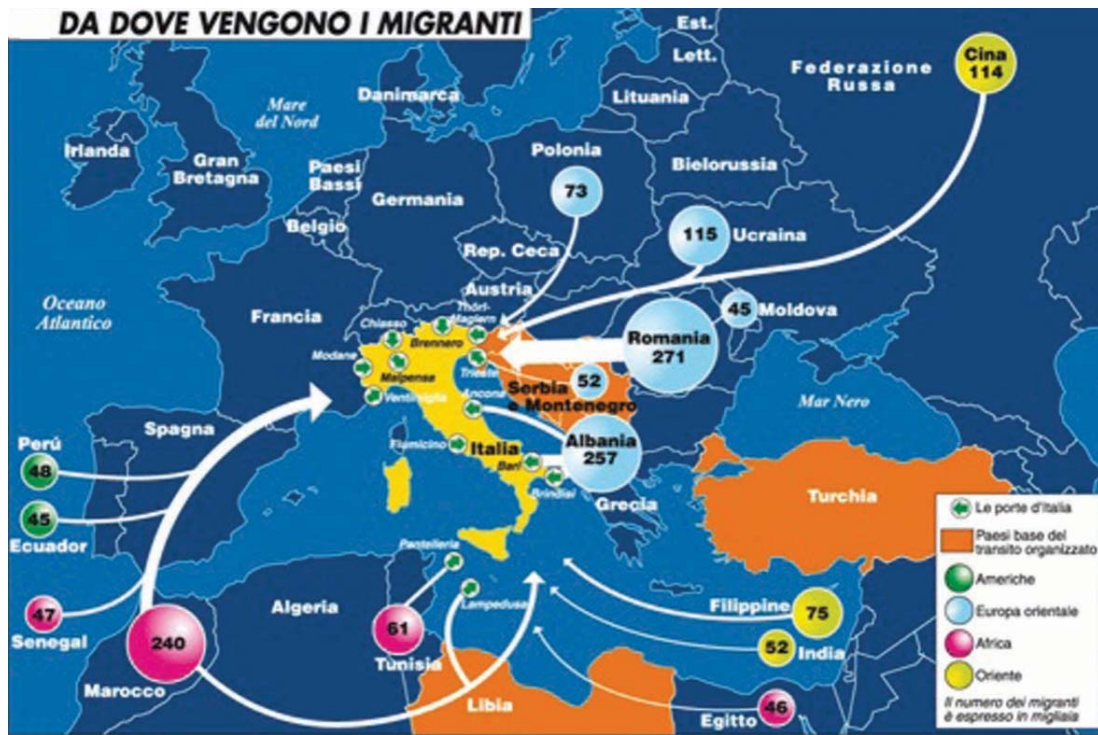 DA DOVE VENGONO I MIGRANTI
Est.
Lett.
Lituania
Federazione
Russa
Cina
114
Danimarca
Mare
del Nord
Irlanda
Gran
Bretagna
Paesi
Bassi
Polonia
73
Bielorussia
Germania
Belgio
115
Ucraina
Rep. Ceca
Austria
Oceano
Atlantico
Francia
Thörl-
Maglern
Chiasso
Brennero
45
Moldova
Romania
271
Modane
Malpensa
Trieste
52
Serbia
e Montenegro
Ventimiglia
Ancona
Mar Nero
Spagna
Perú
48
Fiumicino
Italia
Bari
Albania
257
Brindisi
Grecia
Turchia
45
Ecuador
Pantelleria
Lampedusa
Algeria
47
Senegal
240
Marocco
61
Tunisia
Libia
Filippine
75
52
India
Egitto
46
Le porte d'Italia
Paesi base del
transito organizzato
Americhe
Europa orientale
Africa
Oriente
Il numero dei migranti
è espresso in migliaia